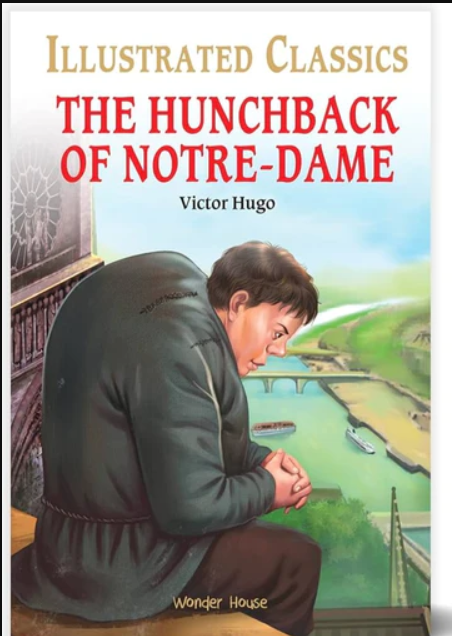 ILLUSTRATED CLASSICS
THE HUNCHBACK
OF NOTRE-DAME
Victor Hugo
Wonder House